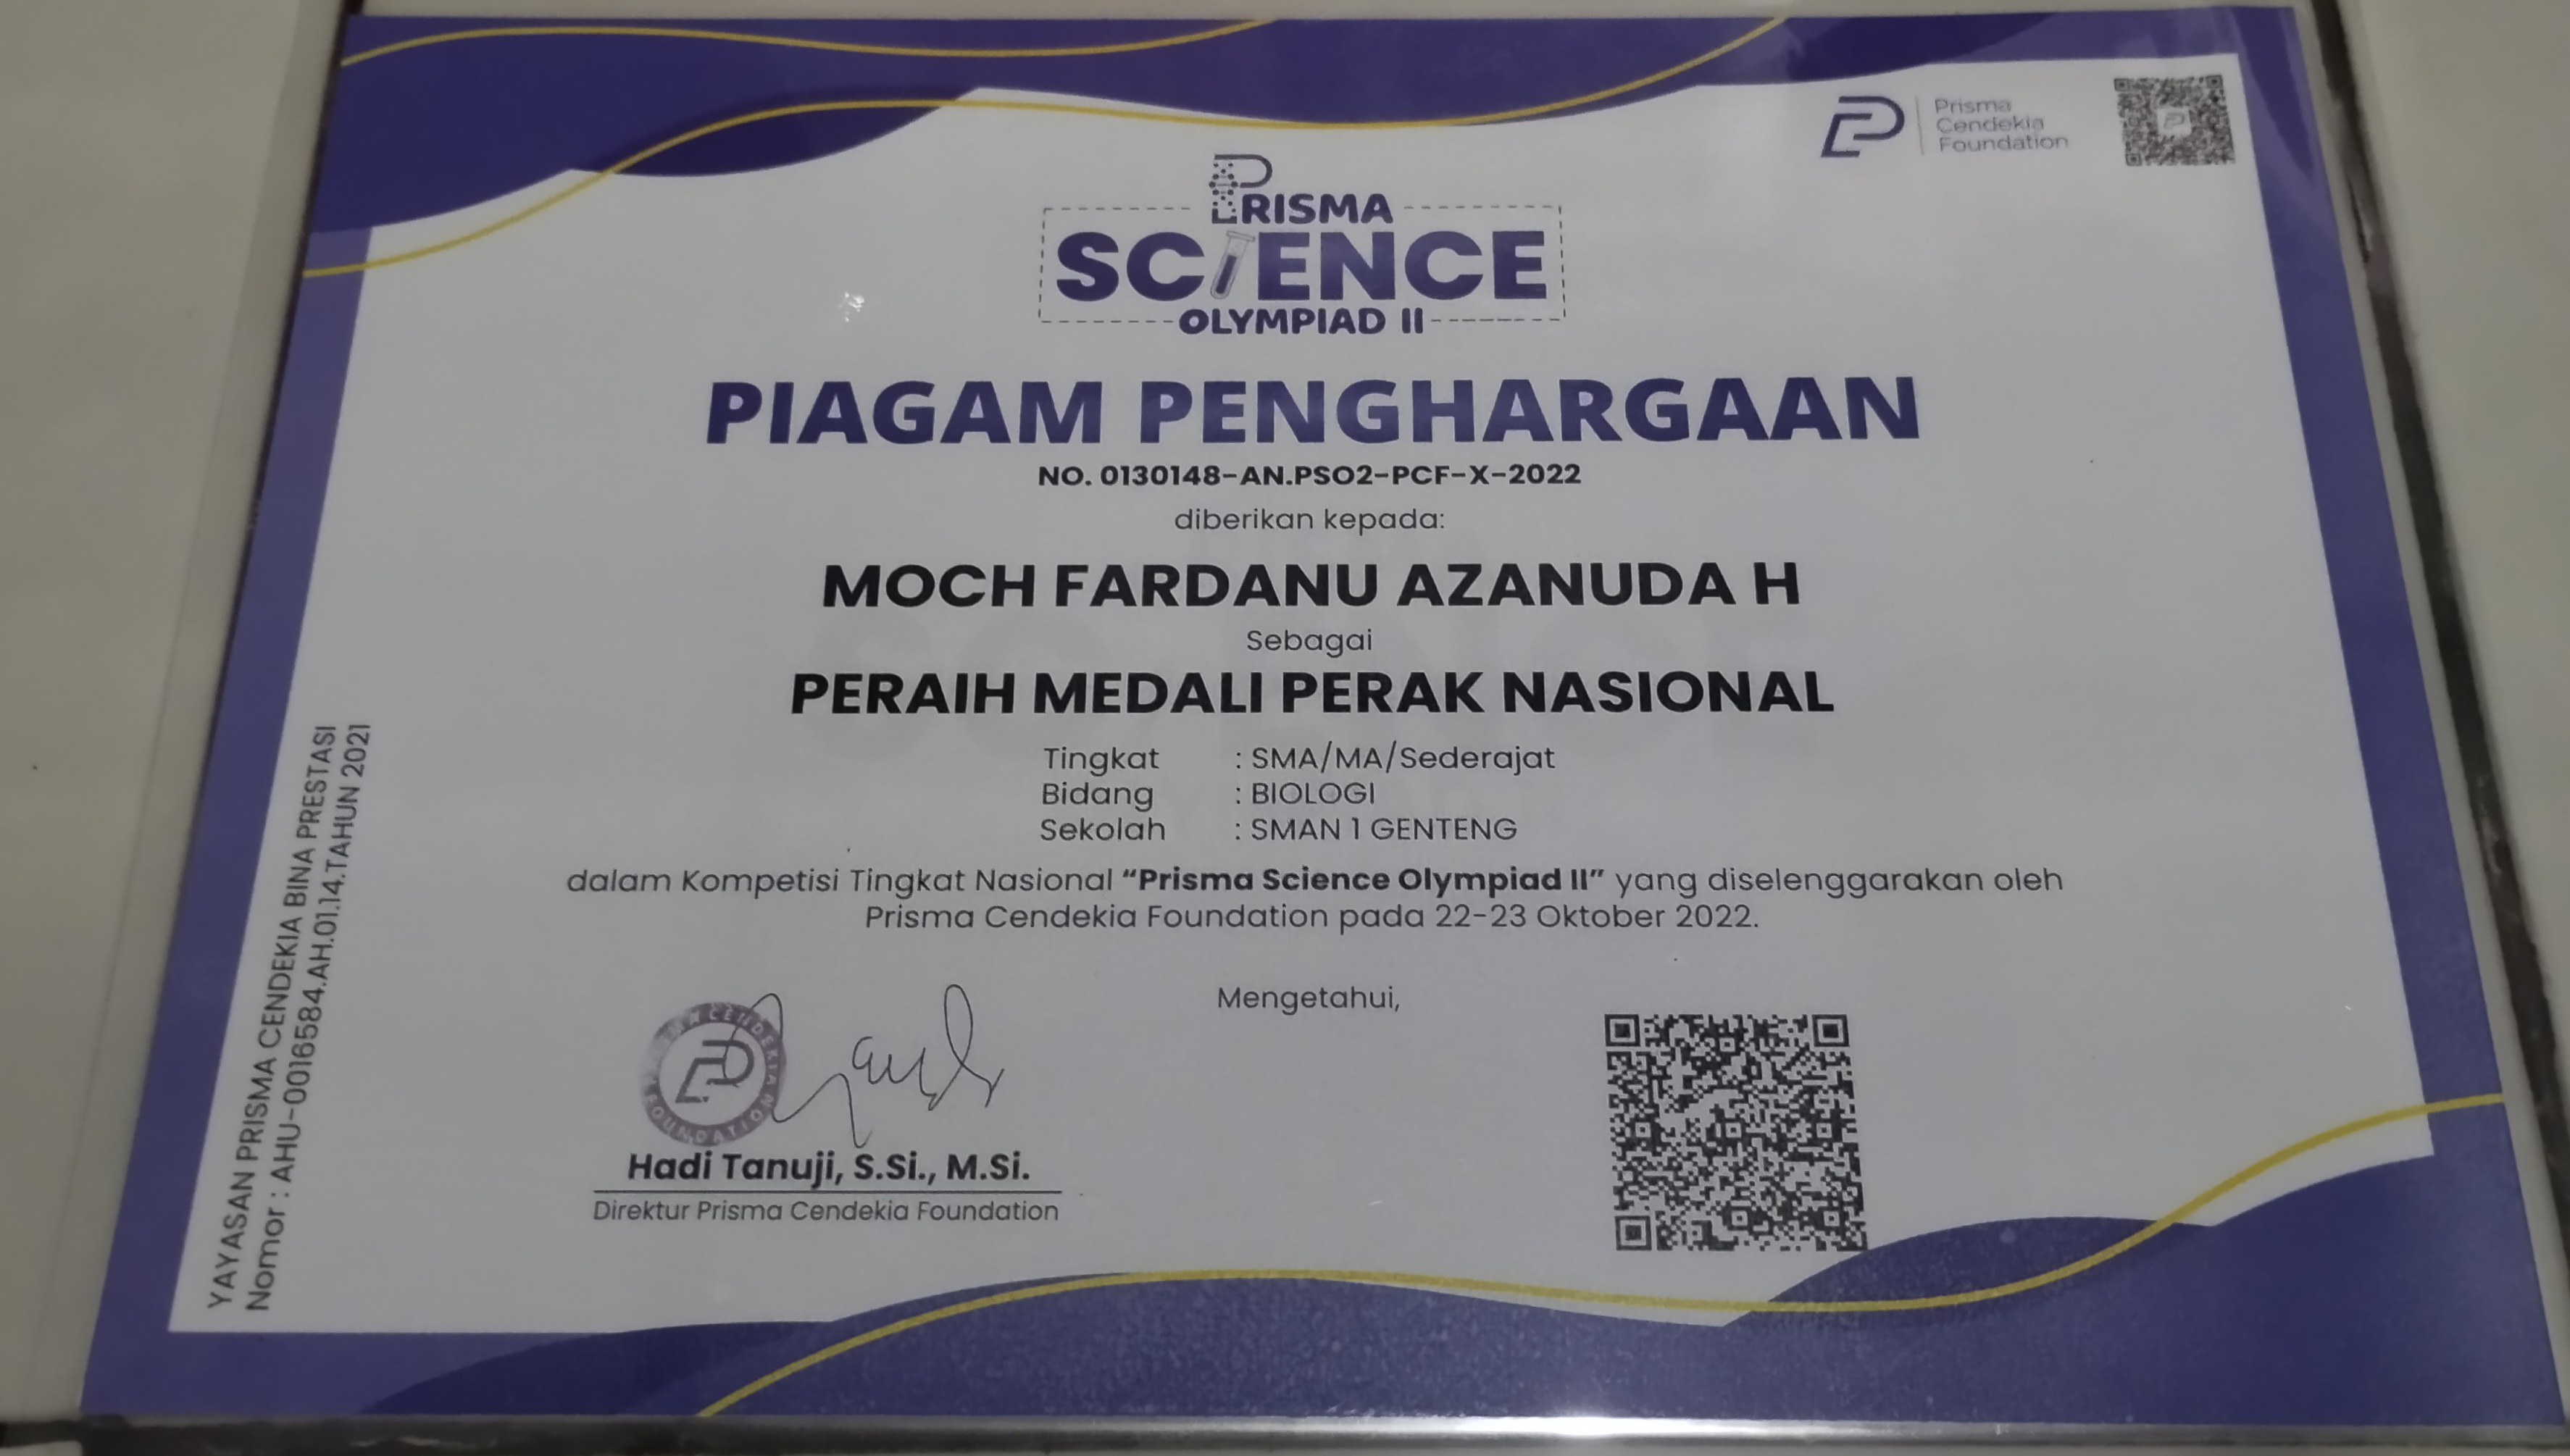 Prisma
Cendekia
Foundation
PRISMA
SCIENCE
OLYMPIAD II
PIAGAM PENGHARGAAN
NO. 0130148-AN.PSO2-PCF-X-2022
diberikan kepada:
MOCH FARDANU AZANUDA H
Sebagai
PERAIH MEDALI PERAK NASIONAL
Tingkat : SMA/MA/Sederajat
Bidang : BIOLOGI
Sekolah : SMAN 1 GENTENG
dalam Kompetisi Tingkat Nasional “Prisma Science Olympiad II” yang diselenggarakan oleh
Prisma Cendekia Foundation pada 22-23 Oktober 2022.
Mengetahui,
PRISMA CENDEKIA FOUNDATION
Hadi Tanuji, S.Si., M.Si.
Direktur Prisma Cendekia Foundation
YAYASAN PRISMA CENDEKIA BINA PRESTASI
Nomor : AHU-0016584.AH.01.14.TAHUN 2021